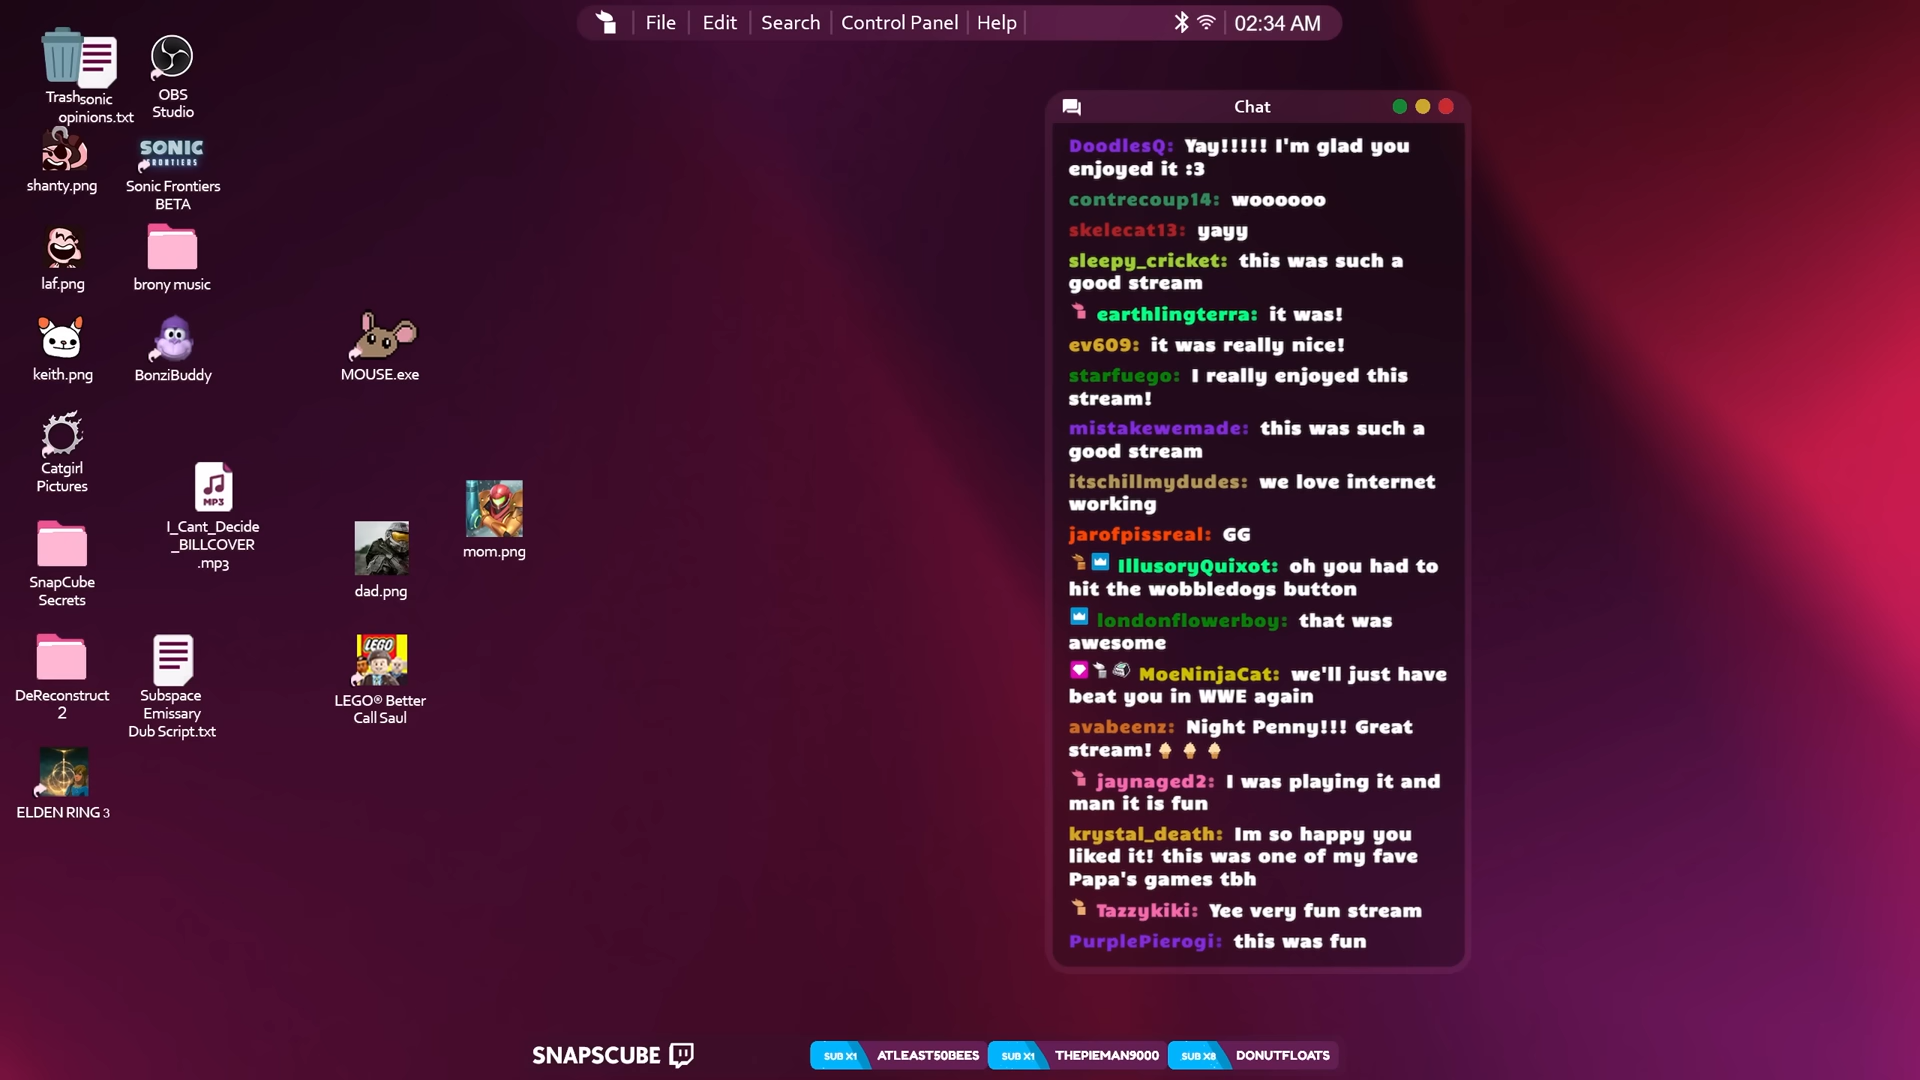 File
Edit
Search
Control Panel
Help
02:34 AM
Trash
sonic
opinions.txt
OBS
Studio
shanty.png
SONIC
FRONTIERS
Sonic Frontiers
BETA
laf.png
brony music
keith.png
BonziBuddy
MOUSE.exe
Catgirl
Pictures
MP3
I_Cant_Decide
_BILLCOVER
.mp3
mom.png
dad.png
SnapCube
Secrets
DeReconstruct
2
Subspace
Emissary
Dub Script.txt
LEGO
LEGO® Better
Call Saul
ELDEN RING 3
Chat
DoodlesQ: Yay!!!!! I'm glad you
enjoyed it :3
contrecoup14: woooooo
skelecat13: yayy
sleepy_cricket: this was such a
good stream
earthlingterra: it was!
ev609: it was really nice!
starfuego: I really enjoyed this
stream!
mistakewemade: this was such a
good stream
itschillmydudes: we love internet
working
jarofpissreal: GG
IllusoryQuixot: oh you had to
hit the wobbledogs button
londonflowerboy: that was
awesome
MoeNinjaCat: we'll just have
beat you in WWE again
avabeenz: Night Penny!!! Great
stream!🍦 🍦 🍦
jaynaged2: I was playing it and
man it is fun
krystal_death: Im so happy you
liked it! this was one of my fave
Papa's games tbh
Tazzykiki: Yee very fun stream
PurplePierogi: this was fun
SNAPSCUBE
SUB X1 ATLEAST50BEES
SUB X1 THEPIEMAN9000
SUB X8 DONUTFLOATS